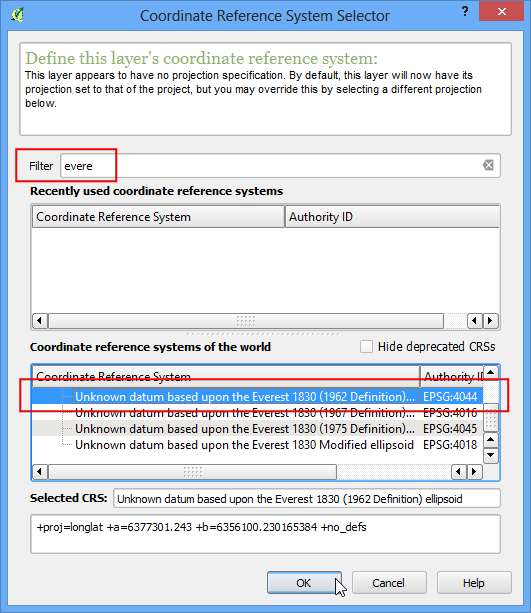 Coordinate Reference System Selector
Define this layer's coordinate reference system:
This layer appears to have no projection specification. By default, this layer will now have its
projection set to that of the project, but you may override this by selecting a different projection
below.
Filter evere
Recently used coordinate reference systems
Coordinate Reference System Authority ID
Coordinate reference systems of the world Hide deprecated CRSs
Coordinate Reference System Authority ID
Unknown datum based upon the Everest 1830 (1962 Definition)... EPSG:4044
Unknown datum based upon the Everest 1830 (1967 Definition)... EPSG:4016
Unknown datum based upon the Everest 1830 (1975 Definition)... EPSG:4045
Unknown datum based upon the Everest 1830 Modified ellipsoid EPSG:4018
Selected CRS: Unknown datum based upon the Everest 1830 (1962 Definition) ellipsoid
+proj=longlat +a=6377301.243 +b=6356100.230165384 +no_defs
OK Cancel Help